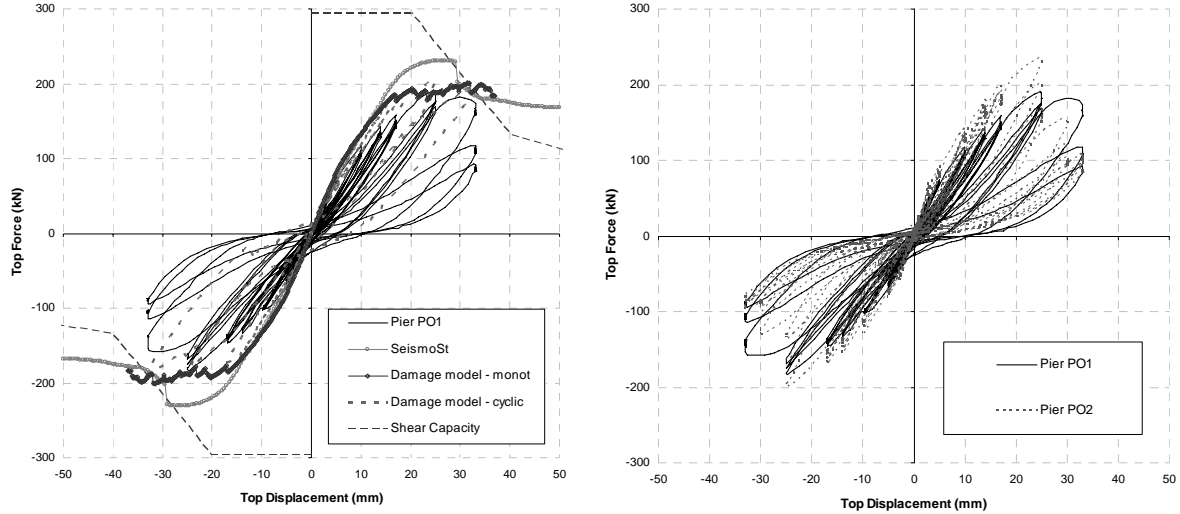 300
200
100
0
-100
-200
-300
-50 -40 -30 -20 -10 0 10 20 30 40 50
Top Force (kN)
Top Displacement (mm)
Pier PO1
SeismoSt
Damage model - monot
Damage model - cyclic
Shear Capacity
300
200
100
0
-100
-200
-300
-50 -40 -30 -20 -10 0 10 20 30 40 50
Top Force (kN)
Top Displacement (mm)
Pier PO1
Pier PO2